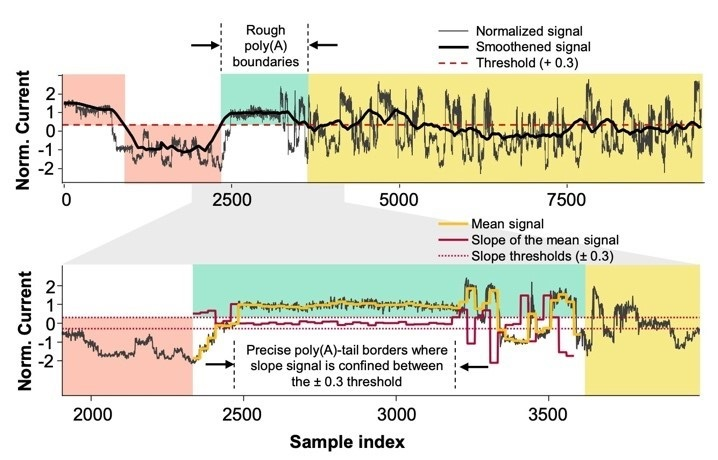 Rough
poly(A)
boundaries
Normalized signal
Smoothened signal
Threshold (+ 0.3)
Norm. Current
2
1
0
-1
-2
0
2500
5000
7500
Mean signal
Slope of the mean signal
Slope thresholds (± 0.3)
Norm. Current
2
1
0
-1
-2
Precise poly(A)-tail borders where
slope signal is confined between
the ± 0.3 threshold
2000
2500
3000
3500
Sample index